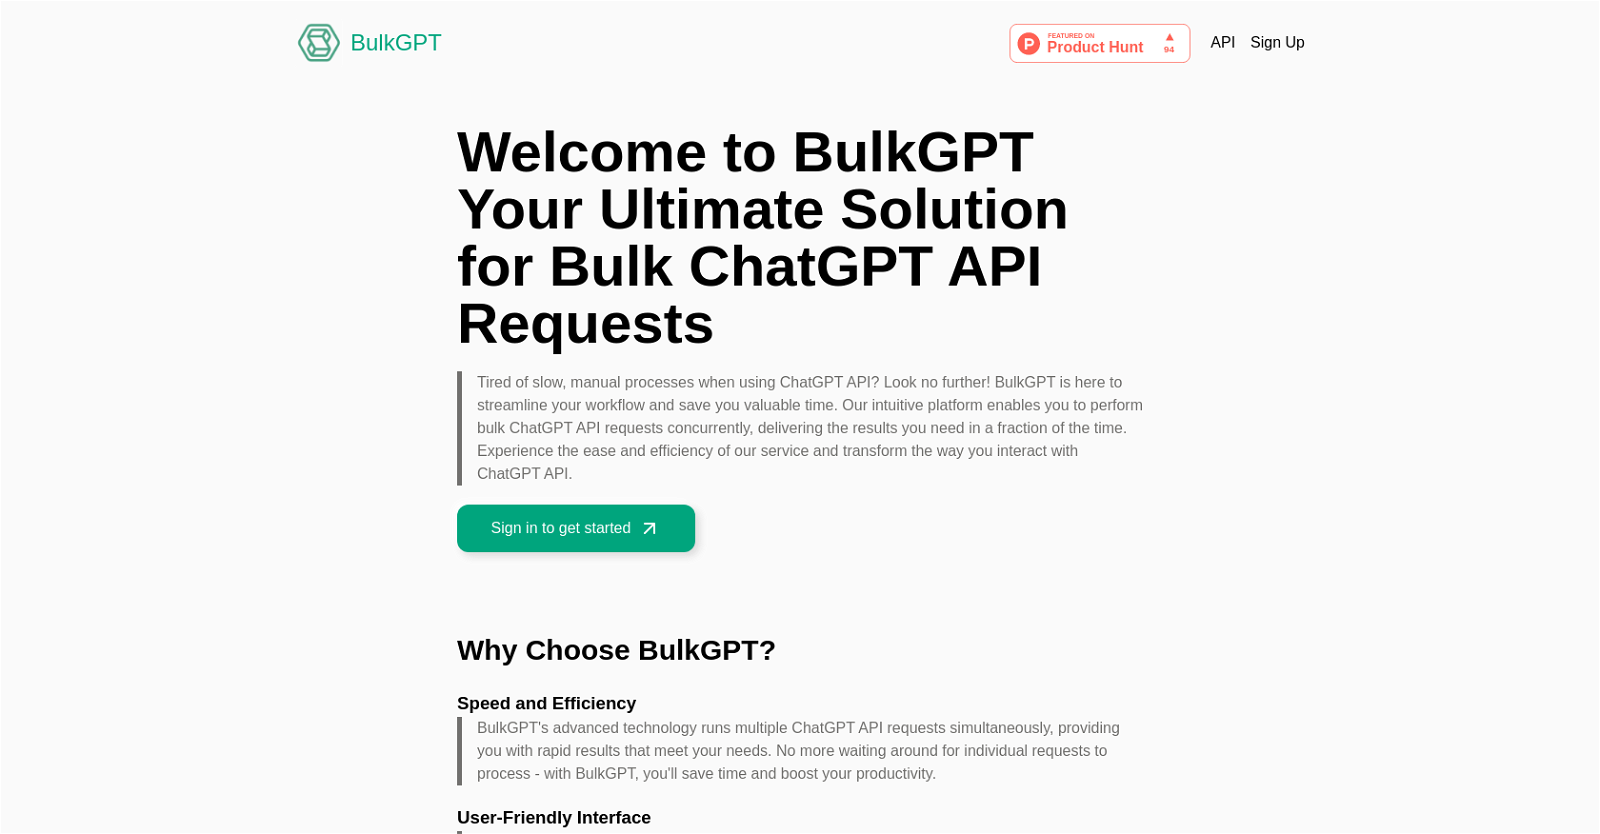 BulkGPT
FEATURED ON
Product Hunt
94
API
Sign Up
Welcome to BulkGPT
Your Ultimate Solution
for Bulk ChatGPT API
Requests
Tired of slow, manual processes when using ChatGPT API? Look no further! BulkGPT is here to
streamline your workflow and save you valuable time. Our intuitive platform enables you to perform
bulk ChatGPT API requests concurrently, delivering the results you need in a fraction of the time.
Experience the ease and efficiency of our service and transform the way you interact with
ChatGPT API.
Sign in to get started
Why Choose BulkGPT?
Speed and Efficiency
BulkGPT's advanced technology runs multiple ChatGPT API requests simultaneously, providing
you with rapid results that meet your needs. No more waiting around for individual requests to
process - with BulkGPT, you'll save time and boost your productivity.
User-Friendly Interface